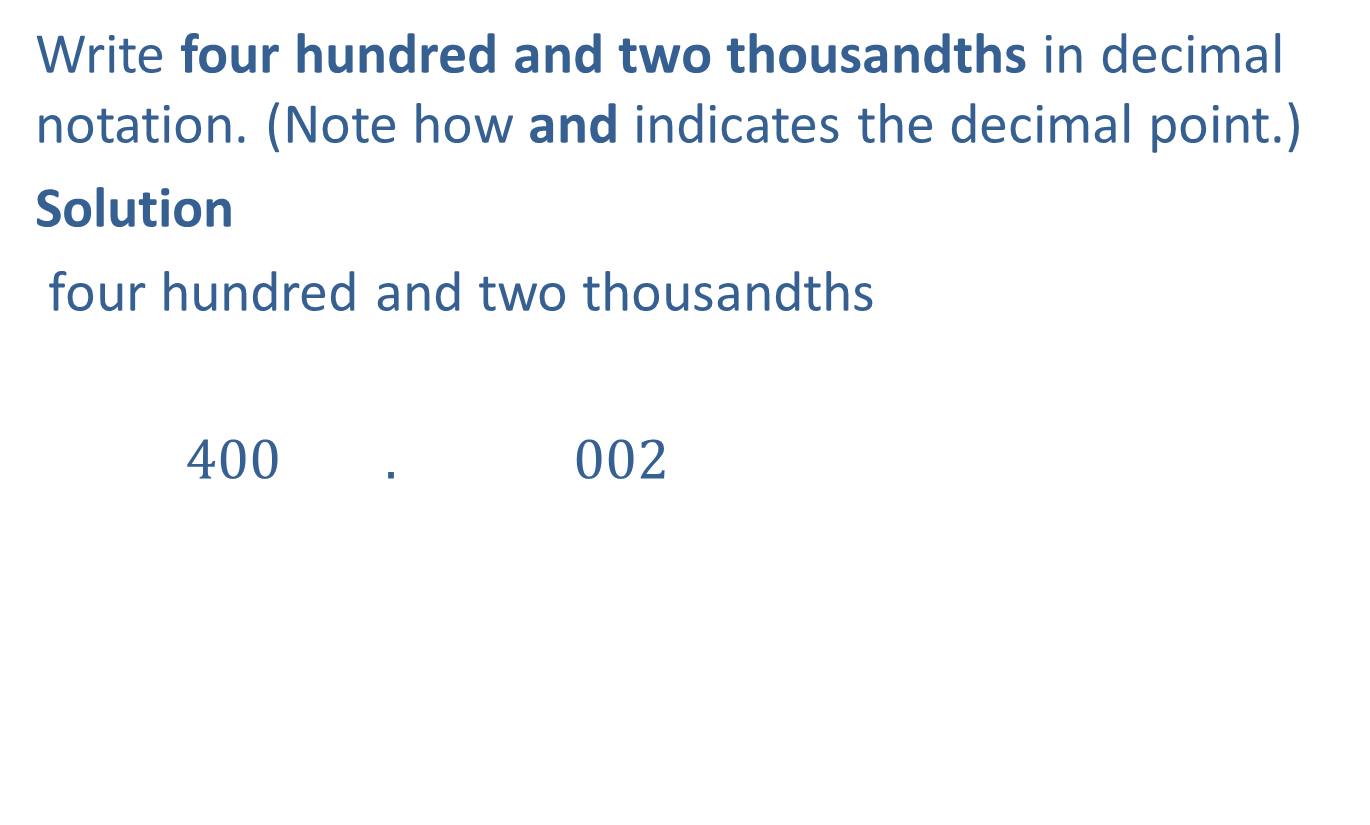 Write four hundred and two thousandths in decimal
notation. (Note how and indicates the decimal point.)
Solution
four hundred and two thousandths
400 . 002